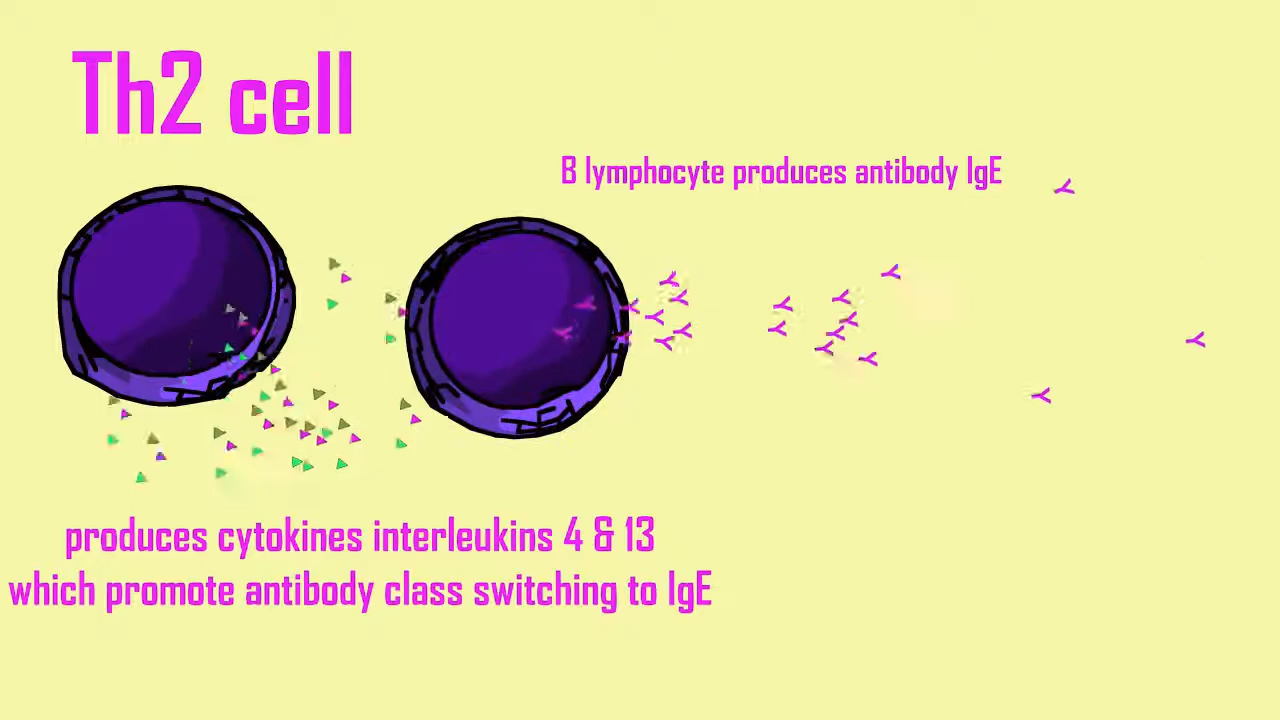 Th2 cell
B lymphocyte produces antibody IgE
produces cytokines interleukins 4 & 13
which promote antibody class switching to IgE